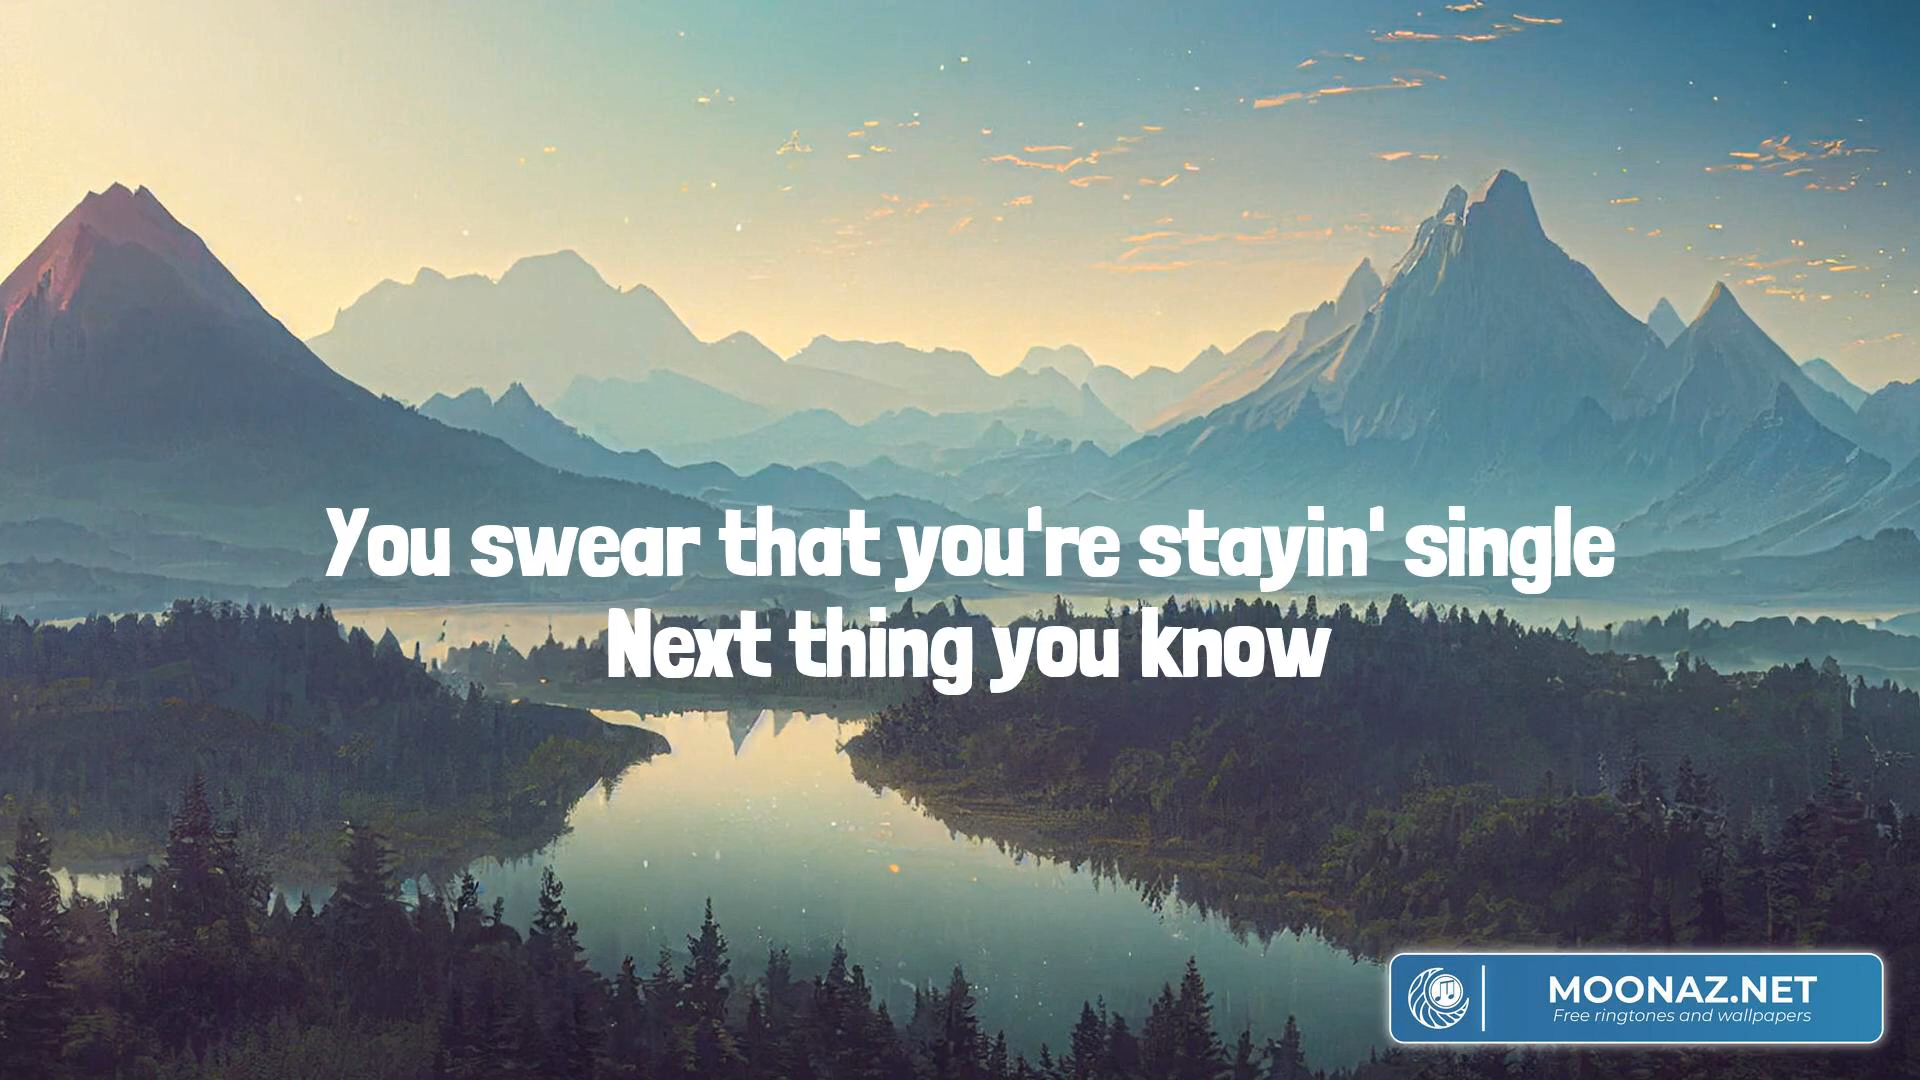 You swear that you're stayin' single
Next thing you know
MOONAZ.NET
Free ringtones and wallpapers